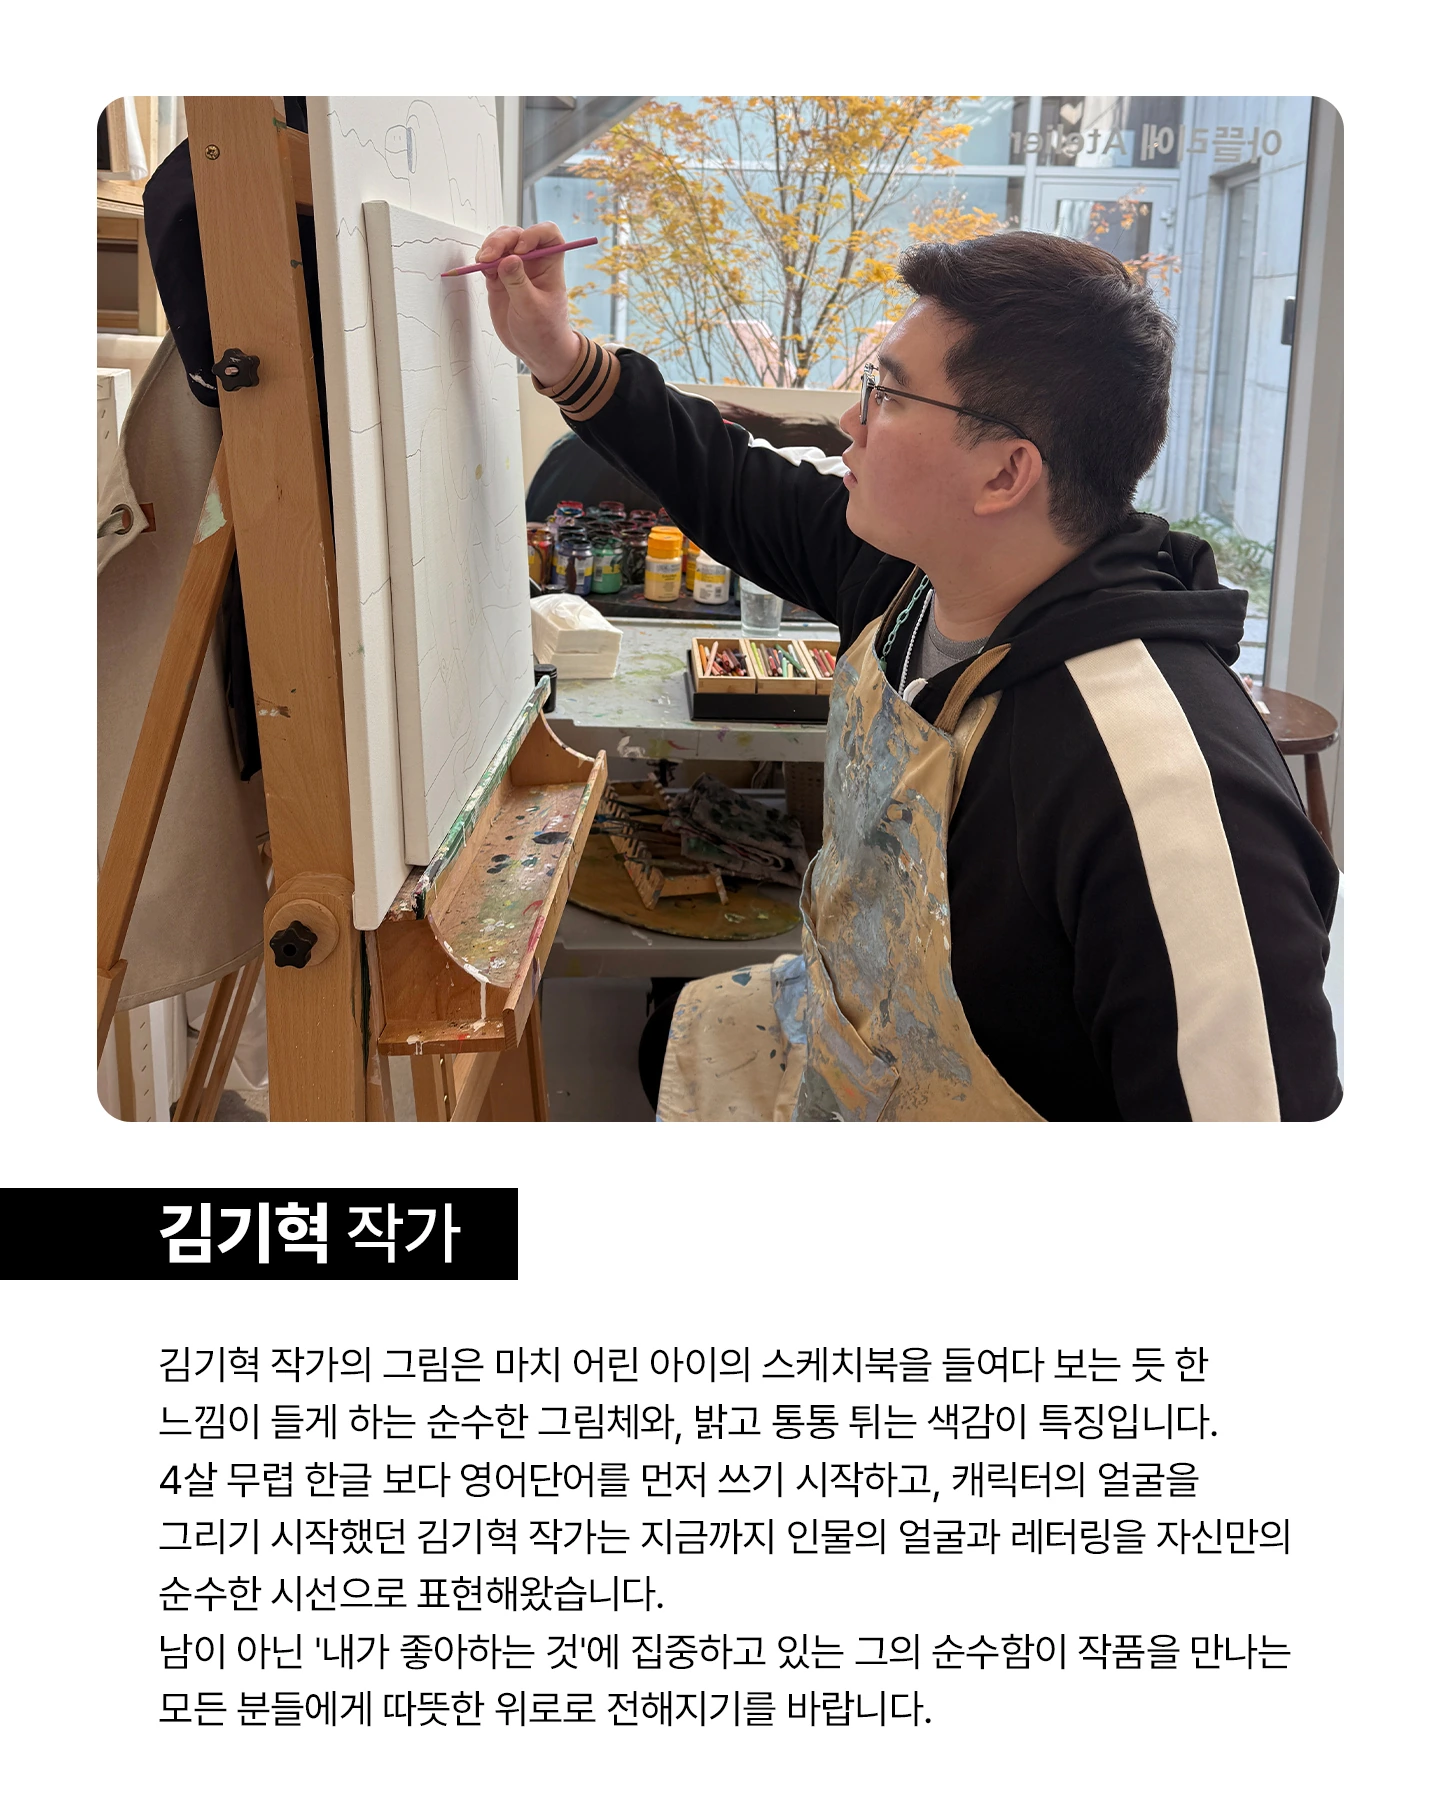 아뜰리에 Atelier
김기혁 작가
김기혁 작가의 그림은 마치 어린 아이의 스케치북을 들여다 보는 듯 한
느낌이 들게 하는 순수한 그림체와, 밝고 통통 튀는 색감이 특징입니다.
4살 무렵 한글 보다 영어단어를 먼저 쓰기 시작하고, 캐릭터의 얼굴을
그리기 시작했던 김기혁 작가는 지금까지 인물의 얼굴과 레터링을 자신만의
순수한 시선으로 표현해왔습니다.
남이 아닌 '내가 좋아하는 것'에 집중하고 있는 그의 순수함이 작품을 만나는
모든 분들에게 따뜻한 위로로 전해지기를 바랍니다.